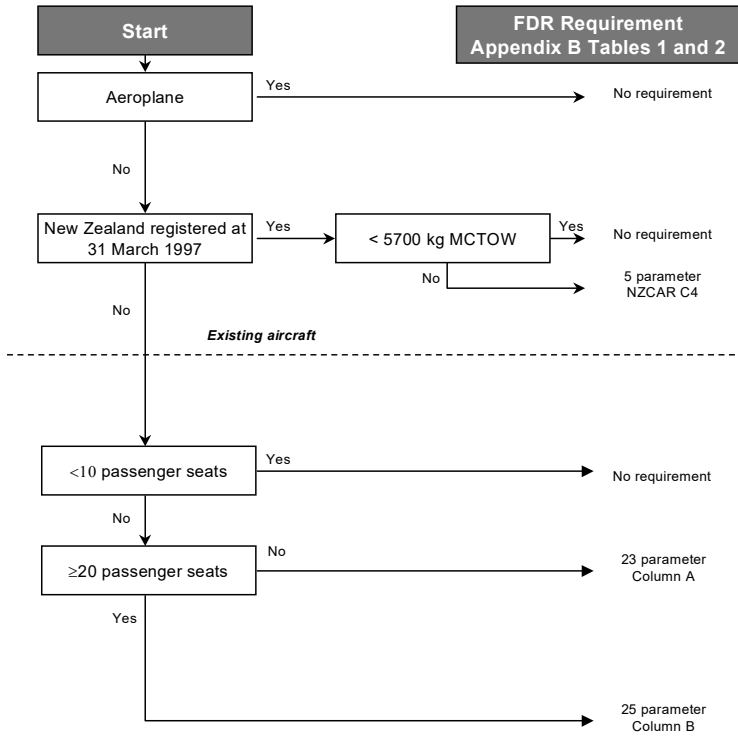 Start
FDR Requirement
Appendix B Tables 1 and 2
Aeroplane
Yes
No requirement
No
New Zealand registered at
31 March 1997
Yes
< 5700 kg MCTOW
Yes
No requirement
No
5 parameter
NZCAR C4
No
Existing aircraft
<10 passenger seats
Yes
No requirement
No
≥20 passenger seats
No
23 parameter
Column A
Yes
25 parameter
Column B